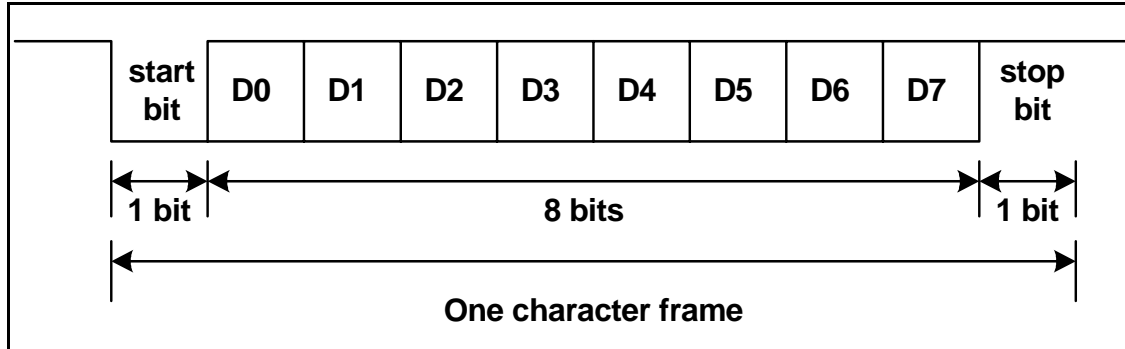 start bit D0 D1 D2 D3 D4 D5 D6 D7 stop bit
1 bit 8 bits 1 bit
One character frame